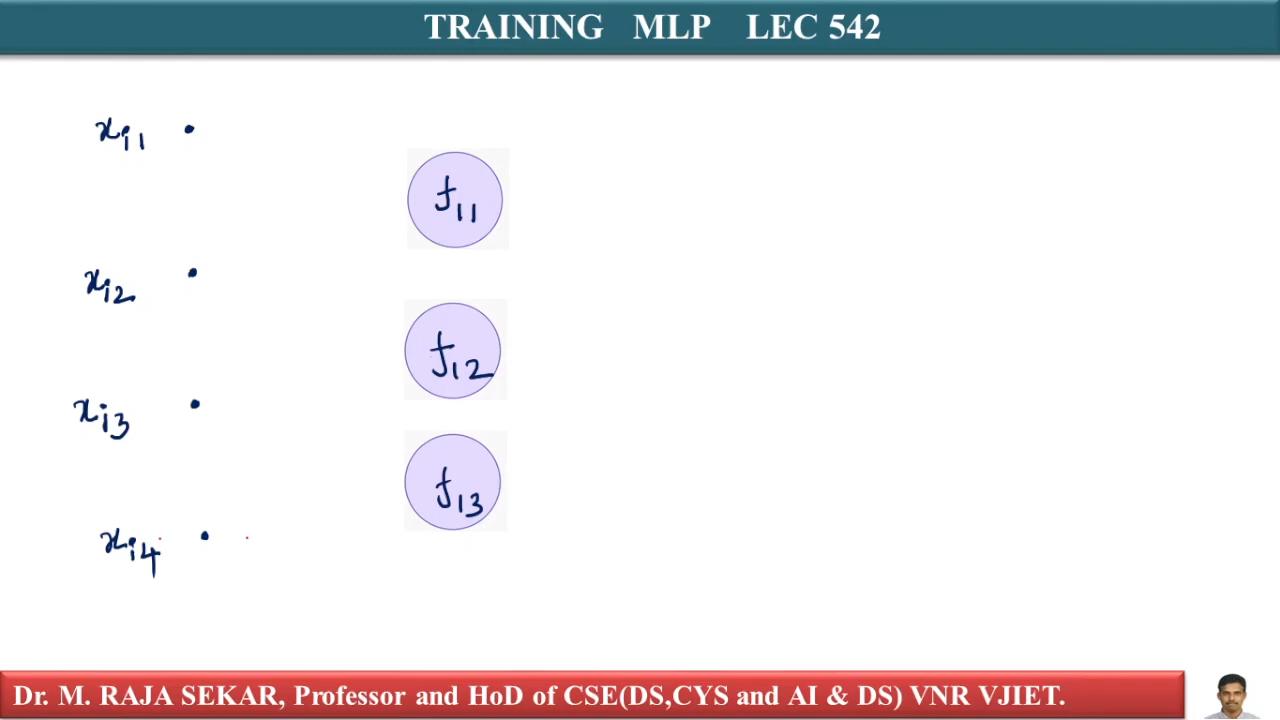 TRAINING MLP LEC 542
xi1
f11
xi2
f12
xi3
f13
xi4
Dr. M. RAJA SEKAR, Professor and HoD of CSE(DS,CYS and AI & DS) VNR VJIET.